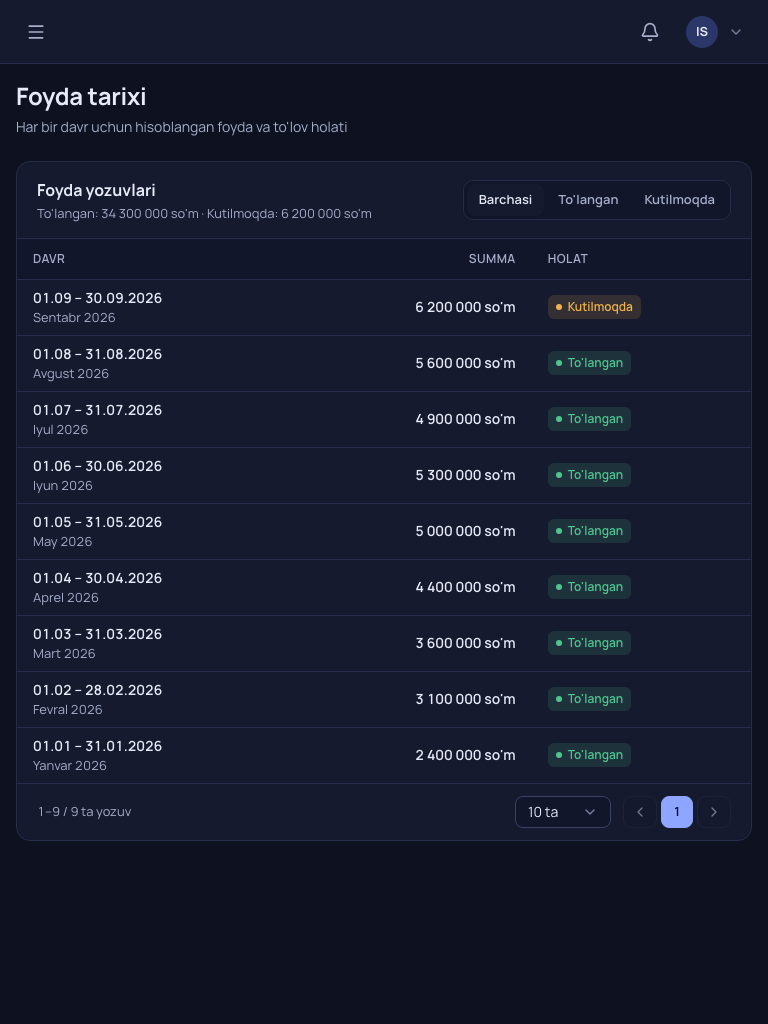 IS
Foyda tarixi
Har bir davr uchun hisoblangan foyda va to'lov holati
Foyda yozuvlari
To'langan: 34 300 000 so'm · Kutilmoqda: 6 200 000 so'm
Barchasi To'langan Kutilmoqda
DAVR SUMMA HOLAT
01.09 – 30.09.2026
Sentabr 2026
6 200 000 so'm Kutilmoqda
01.08 – 31.08.2026
Avgust 2026
5 600 000 so'm To'langan
01.07 – 31.07.2026
Iyul 2026
4 900 000 so'm To'langan
01.06 – 30.06.2026
Iyun 2026
5 300 000 so'm To'langan
01.05 – 31.05.2026
May 2026
5 000 000 so'm To'langan
01.04 – 30.04.2026
Aprel 2026
4 400 000 so'm To'langan
01.03 – 31.03.2026
Mart 2026
3 600 000 so'm To'langan
01.02 – 28.02.2026
Fevral 2026
3 100 000 so'm To'langan
01.01 – 31.01.2026
Yanvar 2026
2 400 000 so'm To'langan
1–9 / 9 ta yozuv 10 ta 1